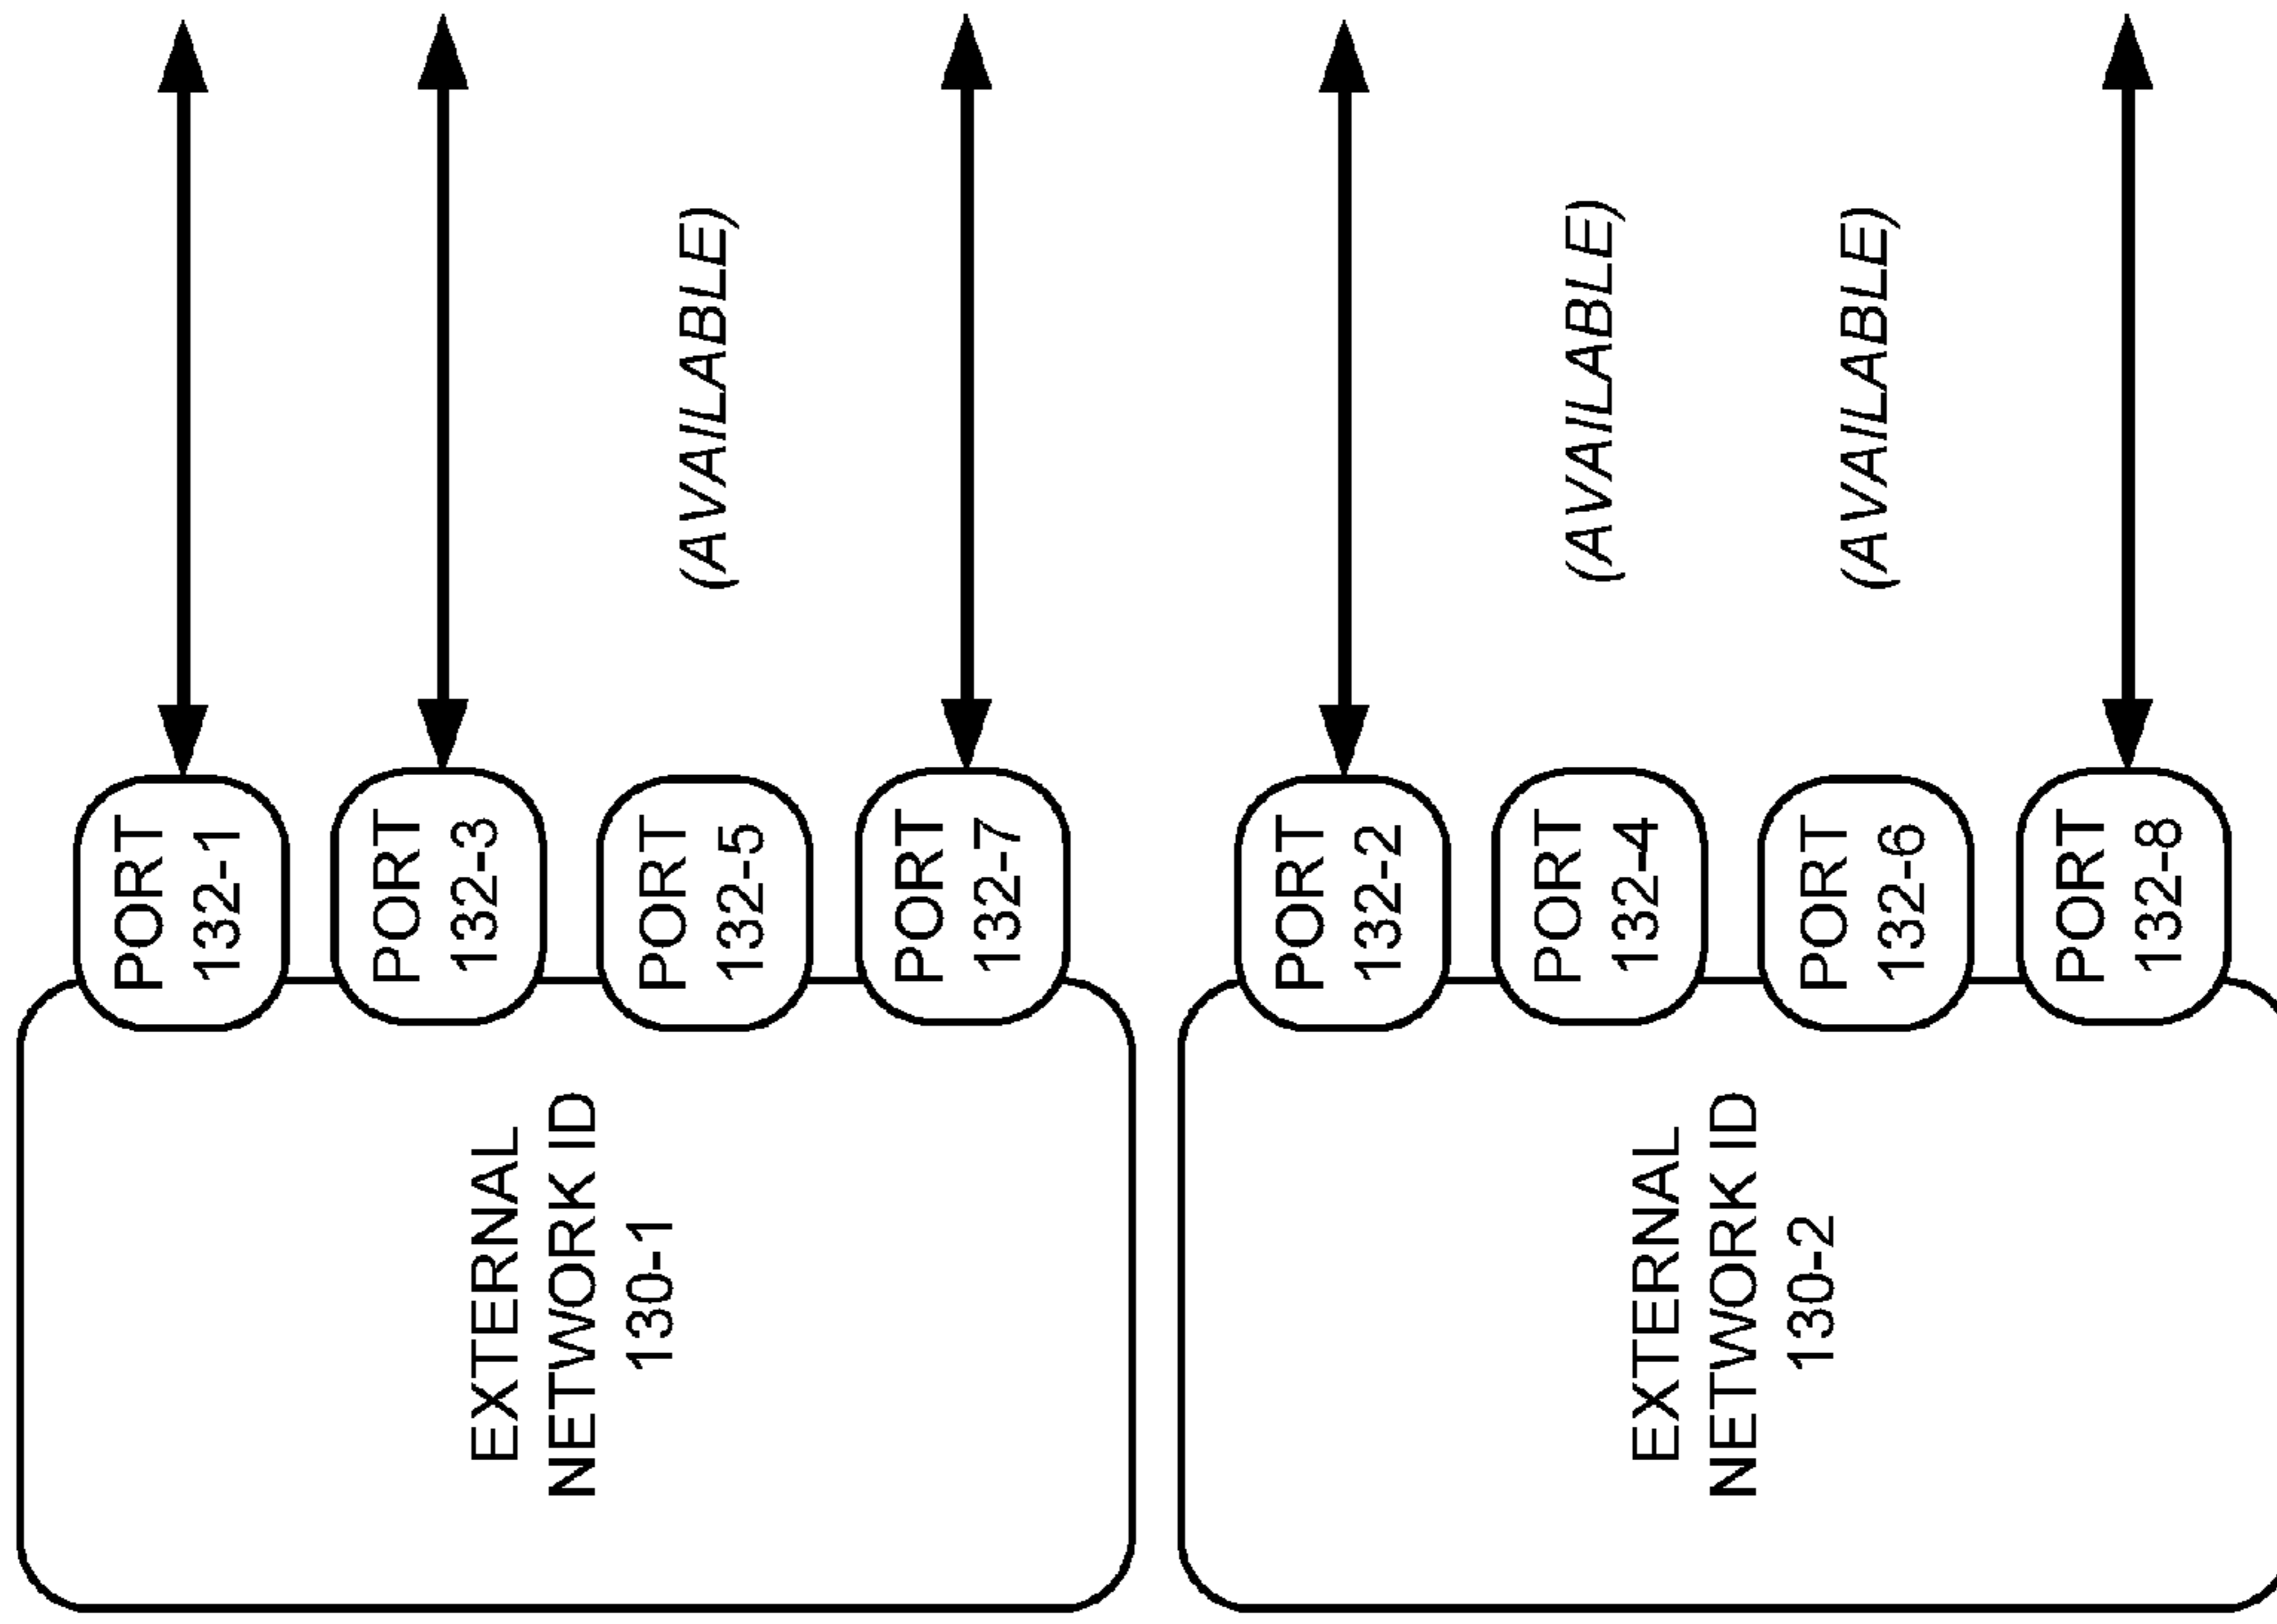 PORT
132-1
PORT
132-3
(AVAILABLE)
PORT
132-5
PORT
132-7
EXTERNAL
NETWORK ID
130-1
PORT
132-2
(AVAILABLE)
PORT
132-4
(AVAILABLE)
PORT
132-6
PORT
132-8
EXTERNAL
NETWORK ID
130-2